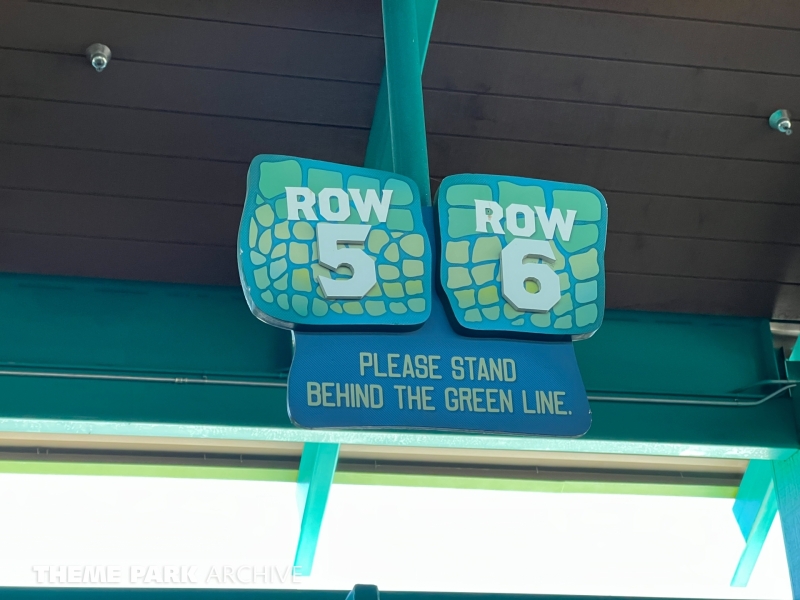 ROW
5
ROW
6
PLEASE STAND
BEHIND THE GREEN LINE.
THEME PARK ARCHIVE